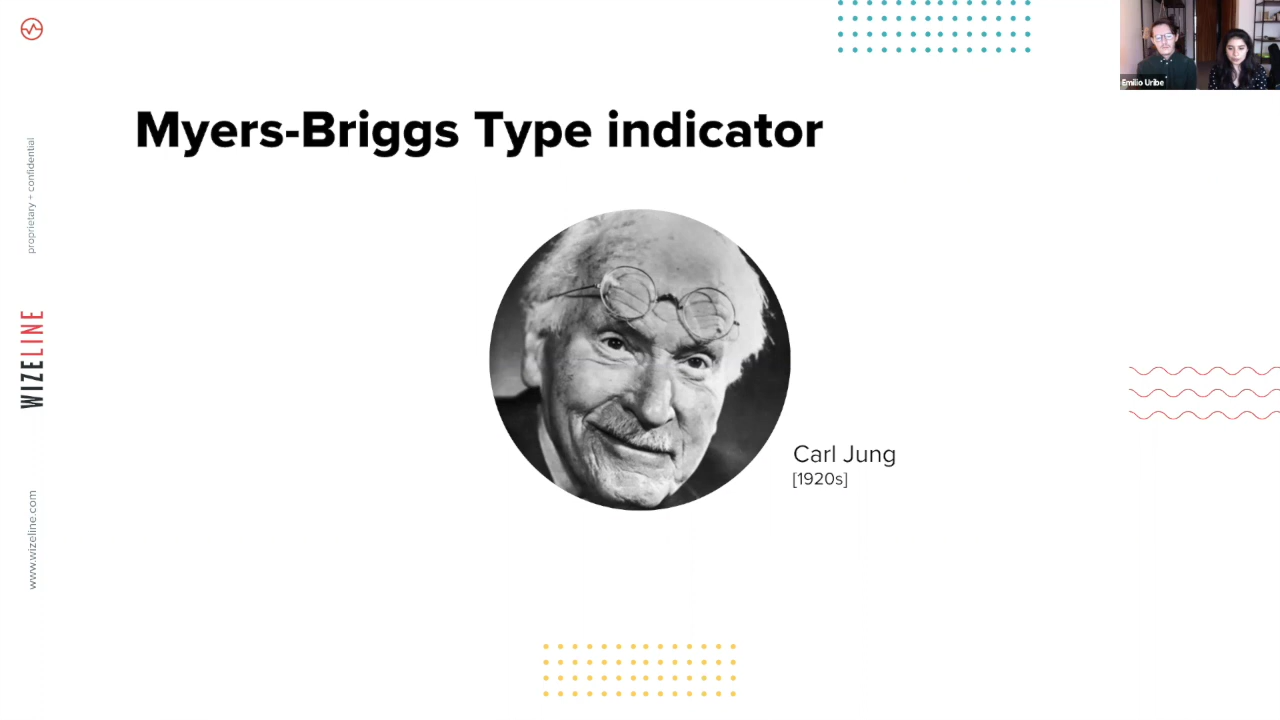 Myers-Briggs Type indicator
Carl Jung
[1920s]
proprietary + confidential
WIZELINE
www.wizeline.com
Emilio Uribe